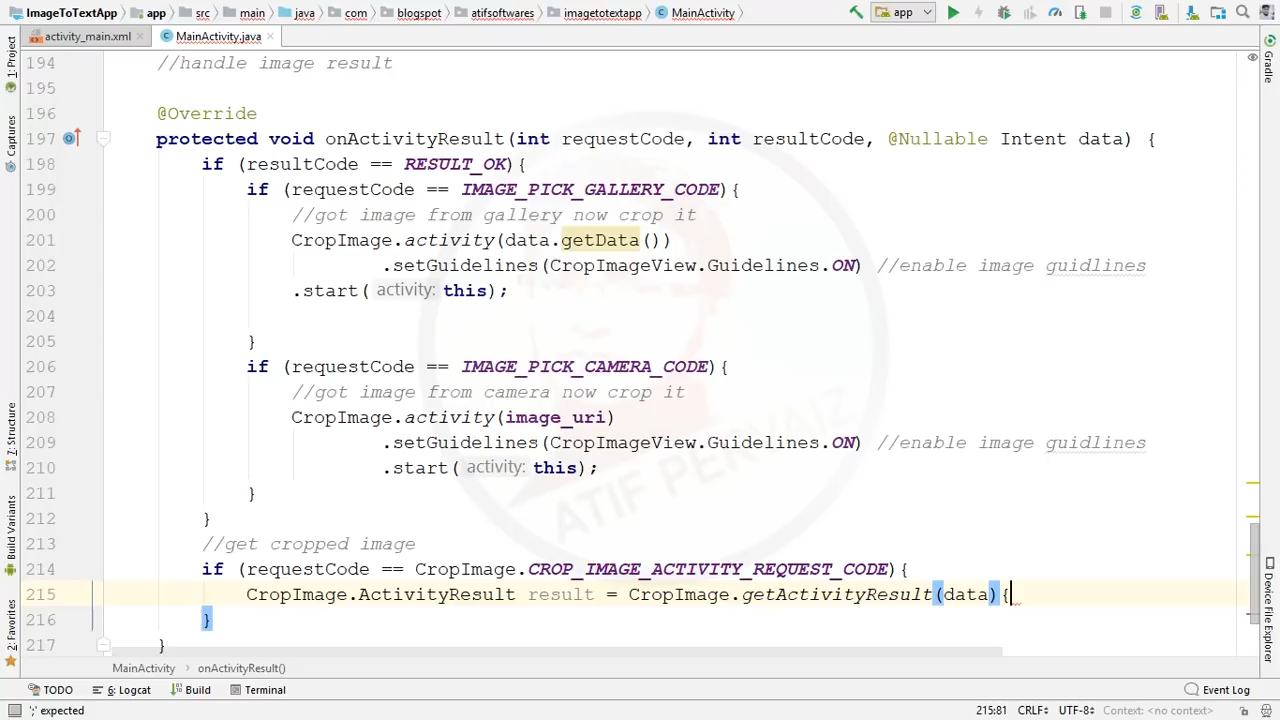 ImageToTextApp app src main java com blogspot atifsoftwares imagetotextapp MainActivity app
activity_main.xml MainActivity.java
1: Project
Captures
7: Structure
Build Variants
2: Favorites
Gradle
Device File Explorer
194 //handle image result
195
196 @Override
197 protected void onActivityResult(int requestCode, int resultCode, @Nullable Intent data) {
198 if (resultCode == RESULT_OK){
199 if (requestCode == IMAGE_PICK_GALLERY_CODE){
200 //got image from gallery now crop it
201 CropImage.activity(data.getData())
202 .setGuidelines(CropImageView.Guidelines.ON) //enable image guidlines
203 .start( activity: this);
204
205 }
206 if (requestCode == IMAGE_PICK_CAMERA_CODE){
207 //got image from camera now crop it
208 CropImage.activity(image_uri)
209 .setGuidelines(CropImageView.Guidelines.ON) //enable image guidlines
210 .start( activity: this);
211 }
212 }
213 //get cropped image
214 if (requestCode == CropImage.CROP_IMAGE_ACTIVITY_REQUEST_CODE){
215 CropImage.ActivityResult result = CropImage.getActivityResult(data){
216 }
217 }
ATIF PERVAIZ
MainActivity › onActivityResult()
TODO 6: Logcat Build Terminal Event Log
';' expected 215:81 CRLF÷ UTF-8÷ Context: <no context>